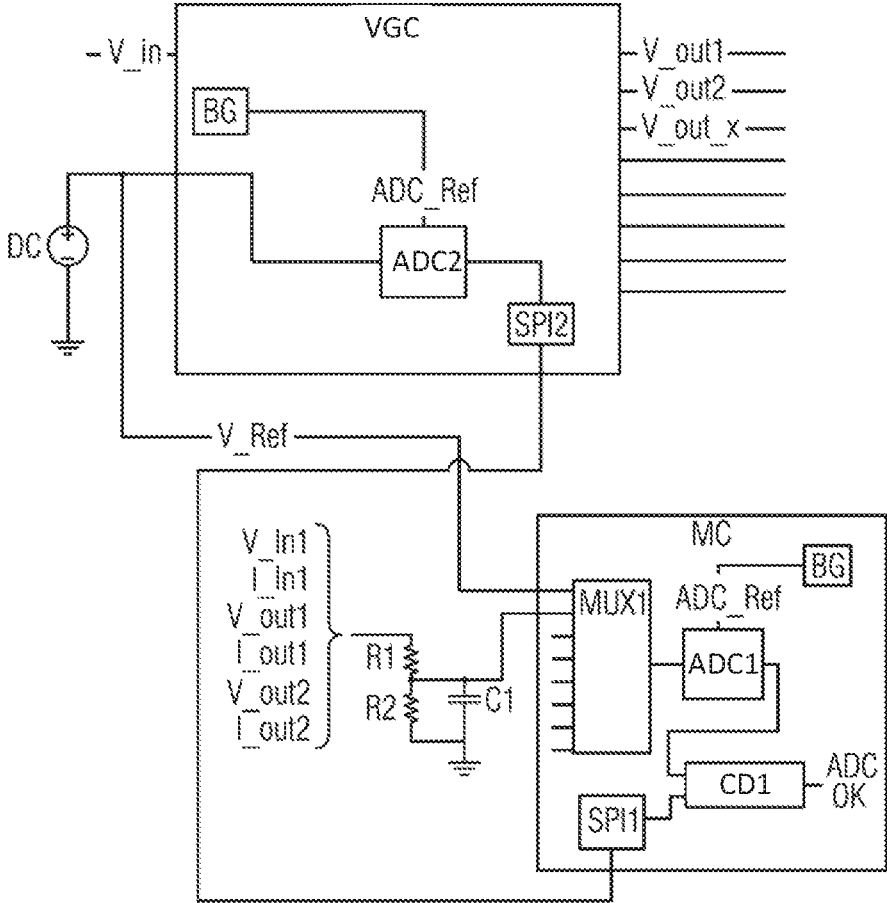 VGC
V_in
V_out1
V_out2
V_out_x
BG
ADC_Ref
DC
ADC2
SPI2
V_Ref
MC
V_In1
I_In1
V_out1
I_out1
V_out2
I_out2
R1
R2
C1
MUX1
BG
ADC_Ref
ADC1
CD1
ADC
OK
SPI1